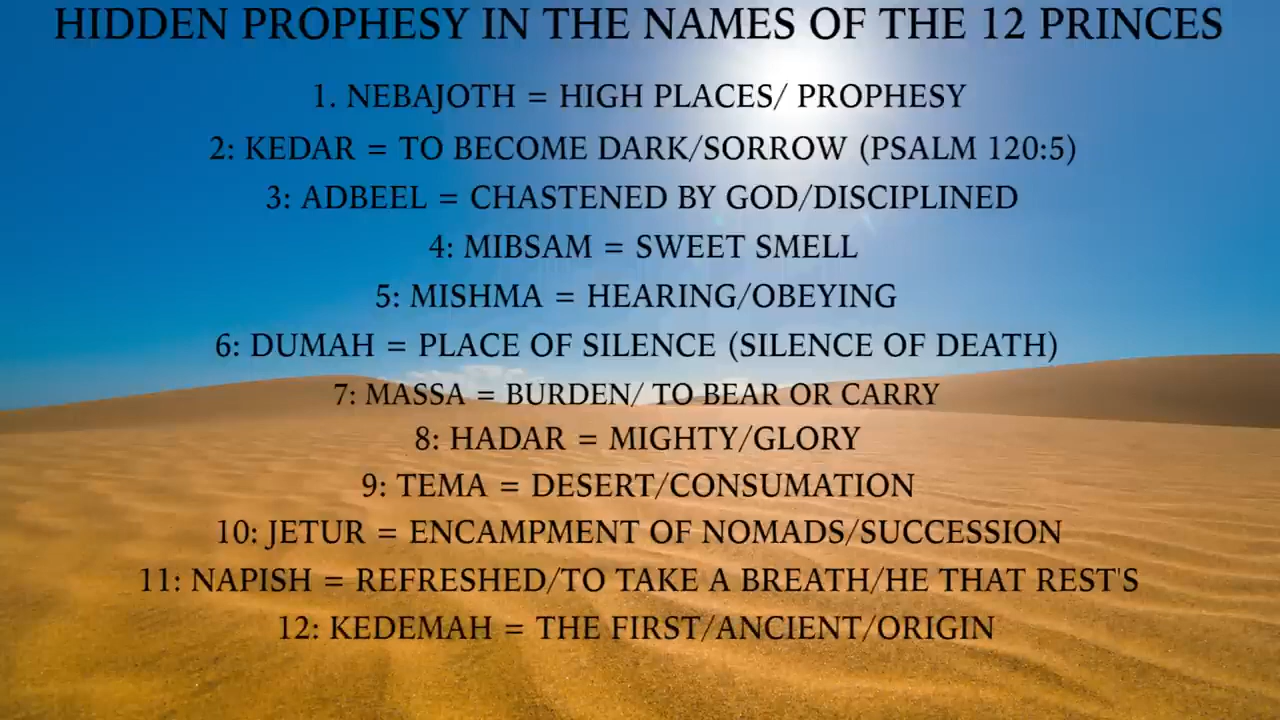 HIDDEN PROPHESY IN THE NAMES OF THE 12 PRINCES
1. NEBAJOTH = HIGH PLACES/ PROPHESY
2: KEDAR = TO BECOME DARK/SORROW (PSALM 120:5)
3: ADBEEL = CHASTENED BY GOD/DISCIPLINED
4: MIBSAM = SWEET SMELL
5: MISHMA = HEARING/OBEYING
6: DUMAH = PLACE OF SILENCE (SILENCE OF DEATH)
7: MASSA = BURDEN/ TO BEAR OR CARRY
8: HADAR = MIGHTY/GLORY
9: TEMA = DESERT/CONSUMATION
10: JETUR = ENCAMPMENT OF NOMADS/SUCCESSION
11: NAPISH = REFRESHED/TO TAKE A BREATH/HE THAT REST'S
12: KEDEMAH = THE FIRST/ANCIENT/ORIGIN